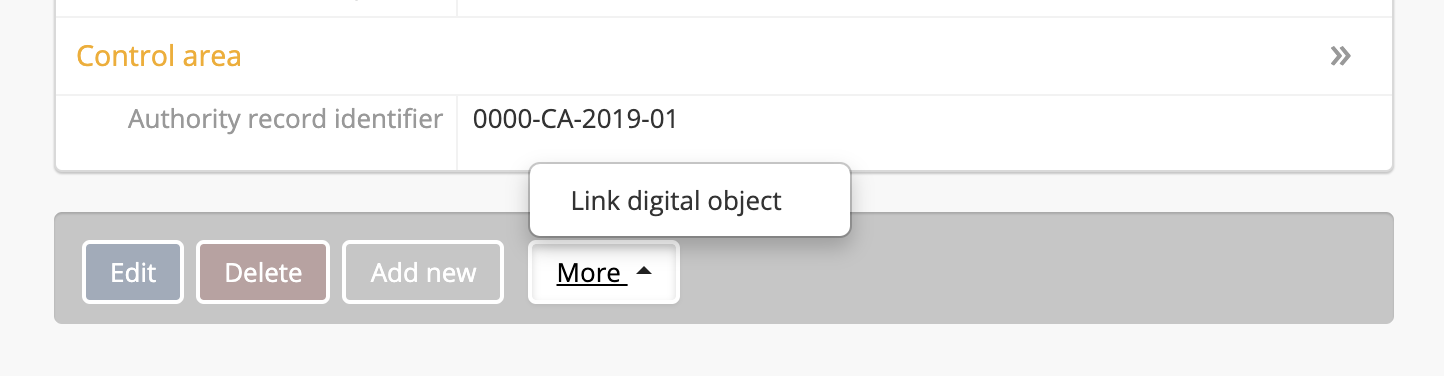 Control area
Authority record identifier 0000-CA-2019-01
Link digital object
Edit Delete Add new More